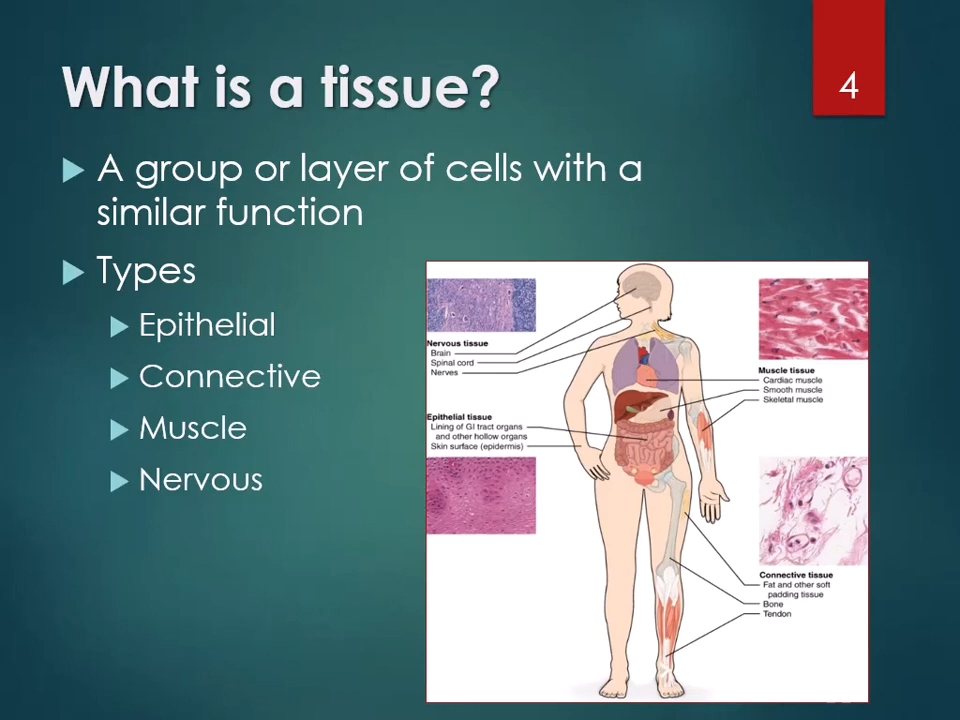 What is a tissue?
4
A group or layer of cells with a
similar function
Types
Epithelial
Connective
Muscle
Nervous
Nervous tissue
Brain
Spinal cord
Nerves
Epithelial tissue
Lining of GI tract organs
and other hollow organs
Skin surface (epidermis)
Muscle tissue
Cardiac muscle
Smooth muscle
Skeletal muscle
Connective tissue
Fat and other soft
padding tissue
Bone
Tendon